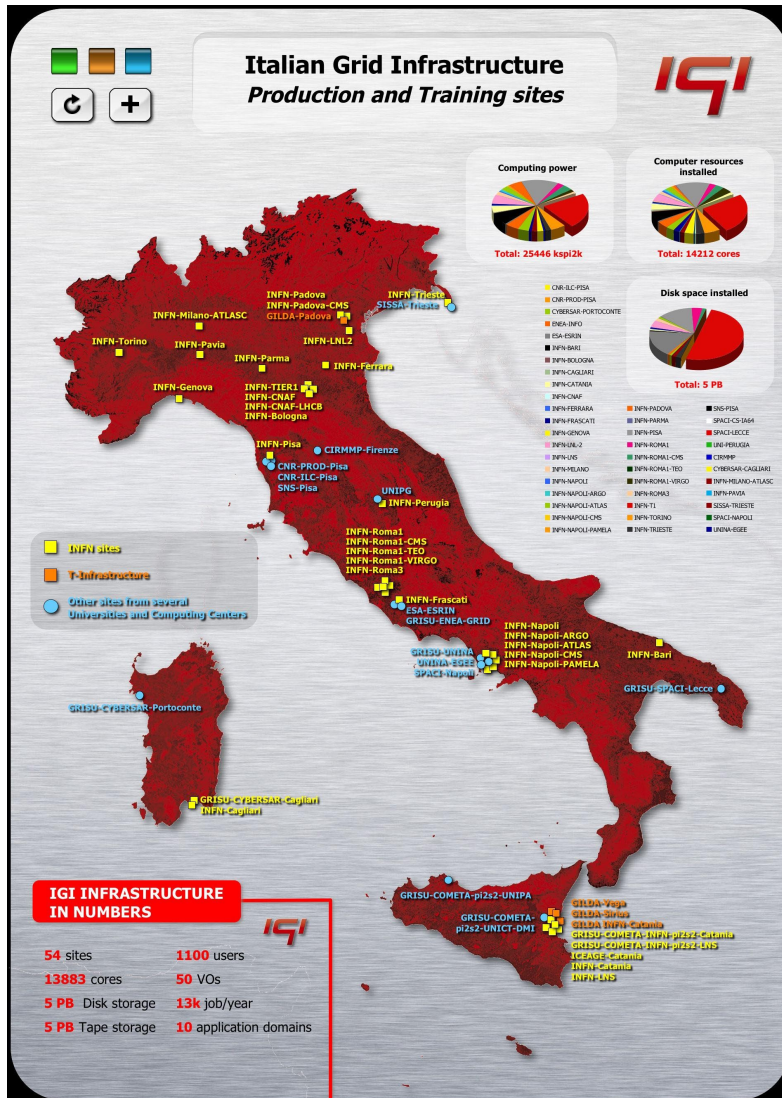 Italian Grid Infrastructure
Production and Training sites
IGI
Computing power
Total: 25446 kspi2k
Computer resources
installed
Total: 14212 cores
Disk space installed
Total: 5 PB
CNR-ILC-PISA
CNR-PROD-PISA
CYBERSAR-PORTOCONTE
ENEA-INFO
ESA-ESRIN
INFN-BARI
INFN-BOLOGNA
INFN-CAGLIARI
INFN-CATANIA
INFN-CNAF
INFN-FERRARA
INFN-FRASCATI
INFN-GENOVA
INFN-LNL-2
INFN-LNS
INFN-MILANO
INFN-NAPOLI
INFN-NAPOLI-ARGO
INFN-NAPOLI-ATLAS
INFN-NAPOLI-CMS
INFN-NAPOLI-PAMELA
INFN-PADOVA
INFN-PARMA
INFN-PISA
INFN-ROMA1
INFN-ROMA1-CMS
INFN-ROMA1-TEO
INFN-ROMA1-VIRGO
INFN-ROMA3
INFN-T1
INFN-TORINO
INFN-TRIESTE
SNS-PISA
SPACI-CS-IA64
SPACI-LECCE
UNI-PERUGIA
CIRMMP
CYBERSAR-CAGLIARI
INFN-MILANO-ATLASC
INFN-PAVIA
SISSA-TRIESTE
SPACI-NAPOLI
UNINA-EGEE
INFN-Padova
INFN-Padova-CMS
GILDA-Padova
INFN-Trieste
SISSA-Trieste
INFN-Milano-ATLASC
INFN-LNL2
INFN-Torino
INFN-Pavia
INFN-Parma
INFN-Ferrara
INFN-Genova
INFN-TIER1
INFN-CNAF
INFN-CNAF-LHCB
INFN-Bologna
INFN-Pisa
CIRMMP-Firenze
CNR-PROD-Pisa
CNR-ILC-Pisa
SNS-Pisa
UNIPG
INFN-Perugia
INFN-Roma1
INFN-Roma1-CMS
INFN-Roma1-TEO
INFN-Roma1-VIRGO
INFN-Roma3
INFN sites
T-Infrastructure
Other sites from several
Universities and Computing Centers
INFN-Frascati
ESA-ESRIN
GRISU-ENEA-GRID
INFN-Napoli
INFN-Napoli-ARGO
INFN-Napoli-ATLAS
INFN-Napoli-CMS
INFN-Napoli-PAMELA
GRISU-UNINA
UNINA-EGEE
SPACI-Napoli
INFN-Bari
GRISU-SPACI-Lecce
GRISU-CYBERSAR-Portoconte
GRISU-CYBERSAR-Cagliari
INFN-Cagliari
GRISU-COMETA-pi2s2-UNIPA
GRISU-COMETA-
pi2s2-UNICT-DMI
GILDA-Vega
GILDA-Sirius
GILDA INFN-Catania
GRISU-COMETA-INFN-pi2s2-Catania
GRISU-COMETA-INFN-pi2s2-LNS
ICEAGE-Catania
INFN-Catania
INFN-LNS
IGI INFRASTRUCTURE
IN NUMBERS
IGI
54 sites
1100 users
13883 cores
50 VOs
5 PB Disk storage
13k job/year
5 PB Tape storage
10 application domains